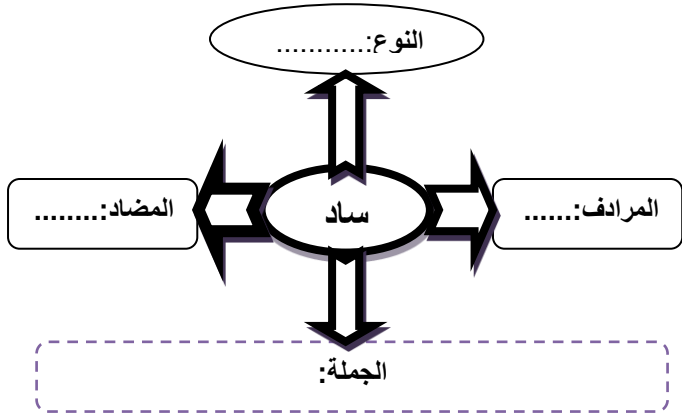 النوع:............
المرادف:......
ساد
المضاد:........
الجملة: